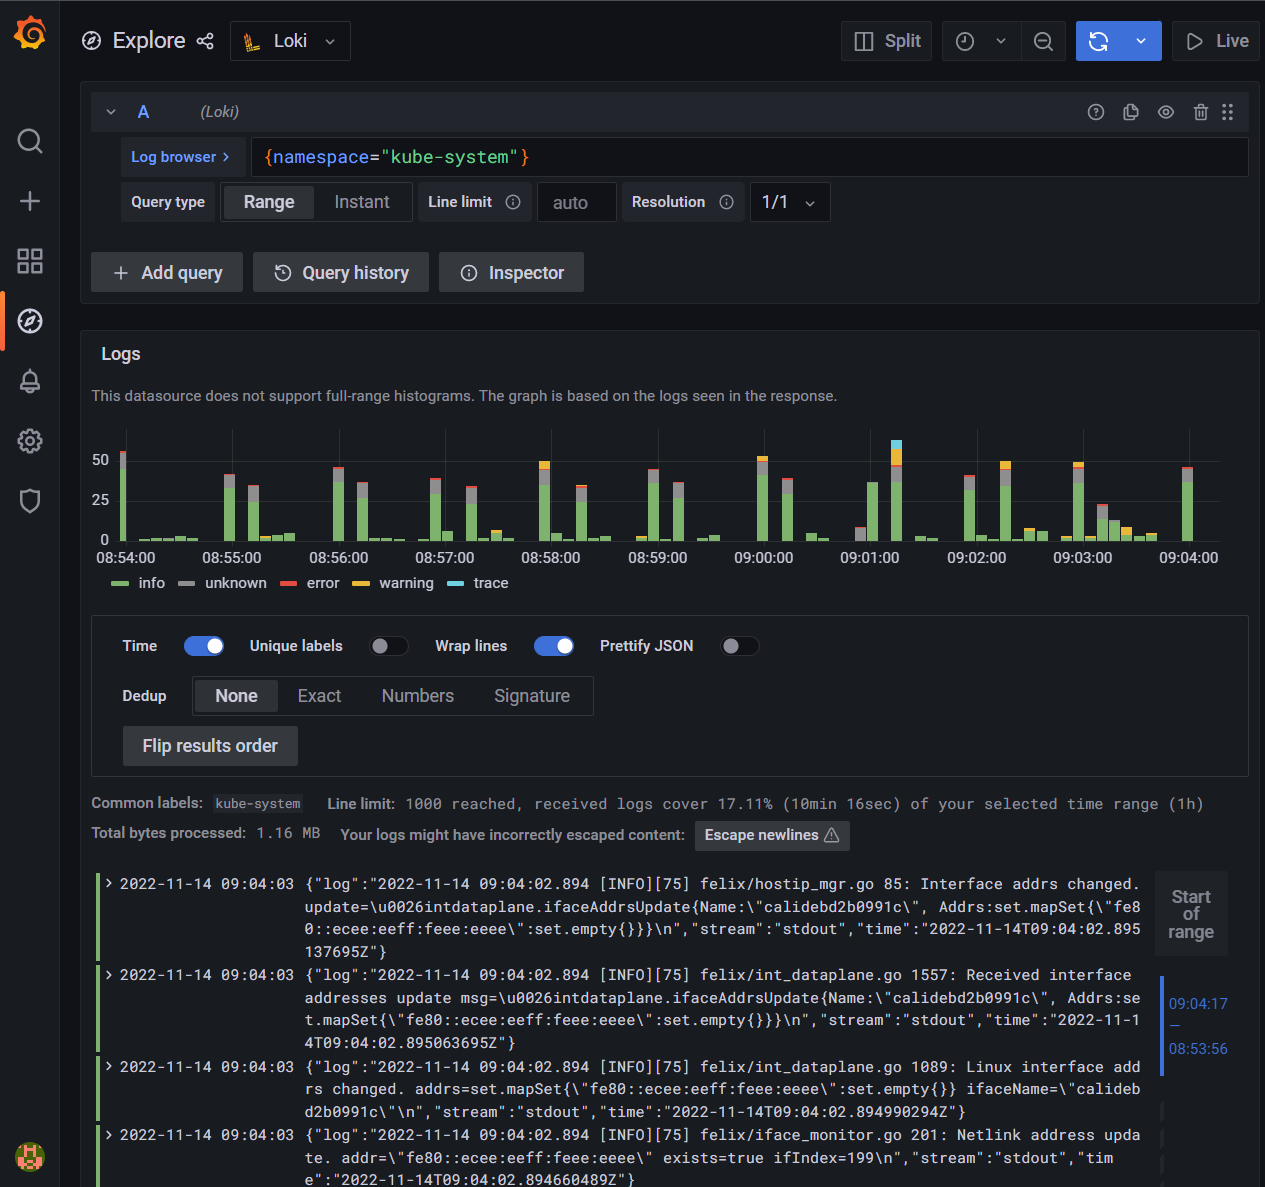 Explore Loki Split Live
A (Loki)
Log browser > {namespace="kube-system"}
Query type Range Instant Line limit auto Resolution 1/1
+ Add query Query history Inspector
Logs
This datasource does not support full-range histograms. The graph is based on the logs seen in the response.
50
25
0
08:54:00 08:55:00 08:56:00 08:57:00 08:58:00 08:59:00 09:00:00 09:01:00 09:02:00 09:03:00 09:04:00
info unknown error warning trace
Time Unique labels Wrap lines Prettify JSON
Dedup None Exact Numbers Signature
Flip results order
Common labels: kube-system Line limit: 1000 reached, received logs cover 17.11% (10min 16sec) of your selected time range (1h)
Total bytes processed: 1.16 MB Your logs might have incorrectly escaped content: Escape newlines
> 2022-11-14 09:04:03 {"log":"2022-11-14 09:04:02.894 [INFO][75] felix/hostip_mgr.go 85: Interface addrs changed.
update=\u0026intdataplane.ifaceAddrsUpdate{Name:\"calidebd2b0991c\", Addrs:set.mapSet{\"fe8
0::ecee:eeff:feee:eeee\":set.empty{}}}\n","stream":"stdout","time":"2022-11-14T09:04:02.895
137695Z"}
> 2022-11-14 09:04:03 {"log":"2022-11-14 09:04:02.894 [INFO][75] felix/int_dataplane.go 1557: Received interface
addresses update msg=\u0026intdataplane.ifaceAddrsUpdate{Name:\"calidebd2b0991c\", Addrs:se
t.mapSet{\"fe80::ecee:eeff:feee:eeee\":set.empty{}}}\n","stream":"stdout","time":"2022-11-1
4T09:04:02.895063695Z"}
> 2022-11-14 09:04:03 {"log":"2022-11-14 09:04:02.894 [INFO][75] felix/int_dataplane.go 1089: Linux interface add
rs changed. addrs=set.mapSet{\"fe80::ecee:eeff:feee:eeee\":set.empty{}} ifaceName=\"calideb
d2b0991c\"\n","stream":"stdout","time":"2022-11-14T09:04:02.894990294Z"}
> 2022-11-14 09:04:03 {"log":"2022-11-14 09:04:02.894 [INFO][75] felix/iface_monitor.go 201: Netlink address upda
te. addr=\"fe80::ecee:eeff:feee:eeee\" exists=true ifIndex=199\n","stream":"stdout","tim
e":"2022-11-14T09:04:02.894660489Z"}
Start
of
range
09:04:17
—
08:53:56